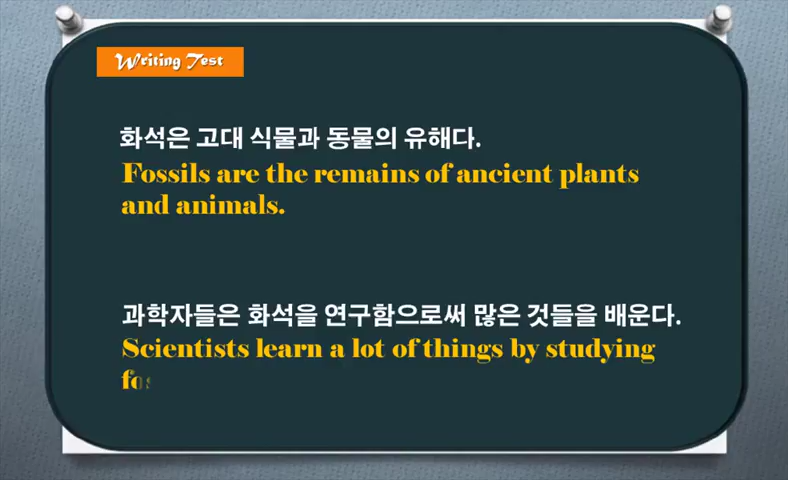 Writing Test
화석은 고대 식물과 동물의 유해다.
Fossils are the remains of ancient plants
and animals.
과학자들은 화석을 연구함으로써 많은 것들을 배운다.
Scientists learn a lot of things by studying
fos